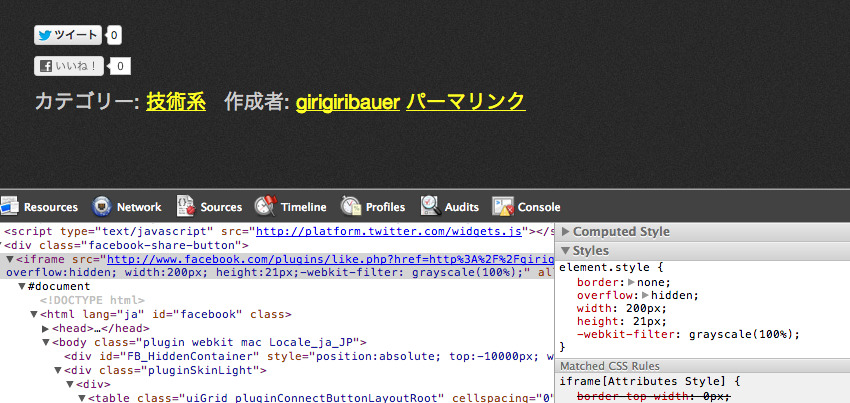 ツイート 0
いいね！ 0
カテゴリー: 技術系 作成者: girigiribauer パーマリンク
Resources Network Sources Timeline Profiles Audits Console
<script type="text/javascript" src="http://platform.twitter.com/widgets.js"></s
<div class="facebook-share-button">
▼<iframe src="http://www.facebook.com/plugins/like.php?href=http%3A%2F%2Fgirig
overflow:hidden; width:200px; height:21px;-webkit-filter: grayscale(100%);" all
▼#document
<!DOCTYPE html>
▼<html lang="ja" id="facebook" class>
▶<head>…</head>
▼<body class="plugin webkit mac Locale_ja_JP">
<div id="FB_HiddenContainer" style="position:absolute; top:-10000px; w
▼<div class="pluginSkinLight">
▼<div>
▼<table class="uiGrid pluginConnectButtonLayoutRoot" cellspacing="0"
▶ Computed Style
▼ Styles
element.style {
border:▶none;
overflow:▶hidden;
width: 200px;
height: 21px;
-webkit-filter: grayscale(100%);
}
Matched CSS Rules
iframe[Attributes Style] {
border-top-width: 0px;